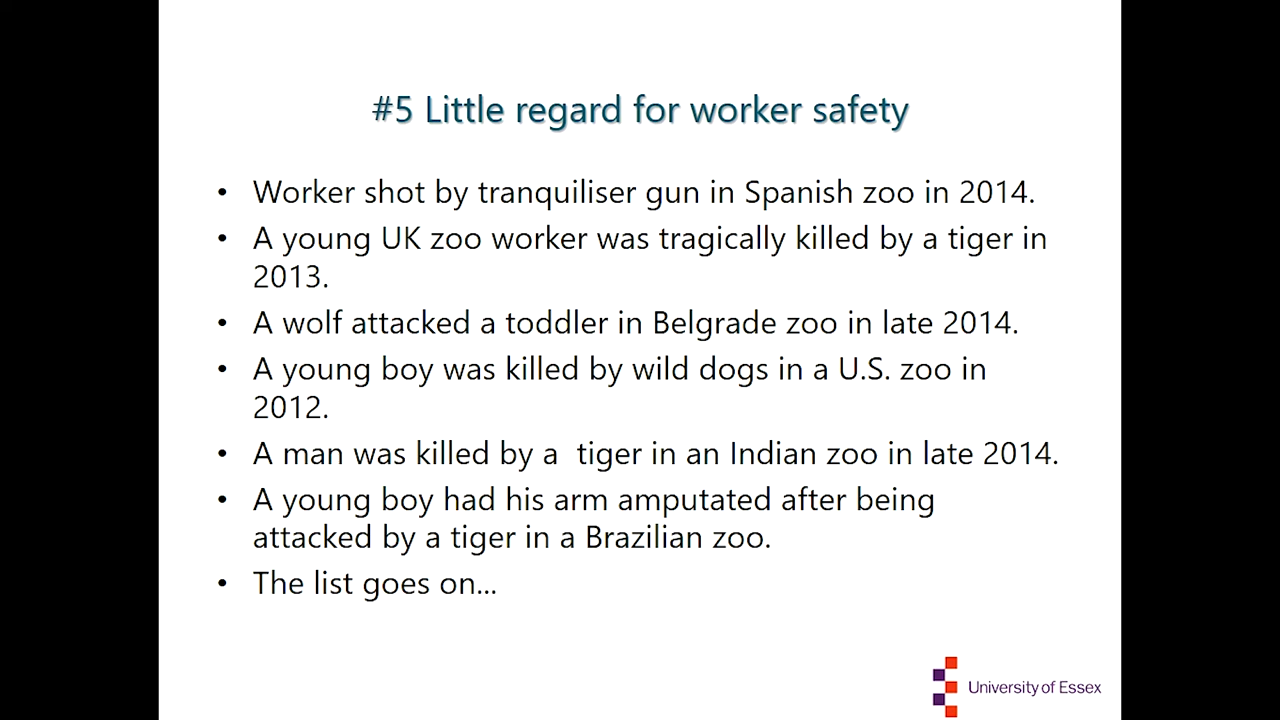 #5 Little regard for worker safety
• Worker shot by tranquiliser gun in Spanish zoo in 2014.
• A young UK zoo worker was tragically killed by a tiger in
2013.
• A wolf attacked a toddler in Belgrade zoo in late 2014.
• A young boy was killed by wild dogs in a U.S. zoo in
2012.
• A man was killed by a  tiger in an Indian zoo in late 2014.
• A young boy had his arm amputated after being
attacked by a tiger in a Brazilian zoo.
• The list goes on...
University of Essex